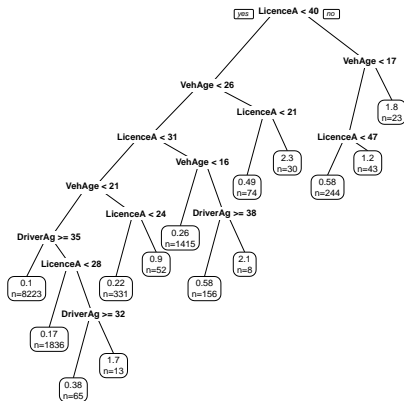 yes LicenceA < 40 no
VehAge < 17
VehAge < 26
1.8
n=23
LicenceA < 21
LicenceA < 31
LicenceA < 47
2.3
n=30
0.49
n=74
0.58
n=244
1.2
n=43
VehAge < 16
VehAge < 21
LicenceA < 24
DriverAg >= 38
0.26
n=1415
DriverAg >= 35
0.9
n=52
2.1
n=8
LicenceA < 28
0.1
n=8223
0.22
n=331
0.58
n=156
DriverAg >= 32
0.17
n=1836
1.7
n=13
0.38
n=65